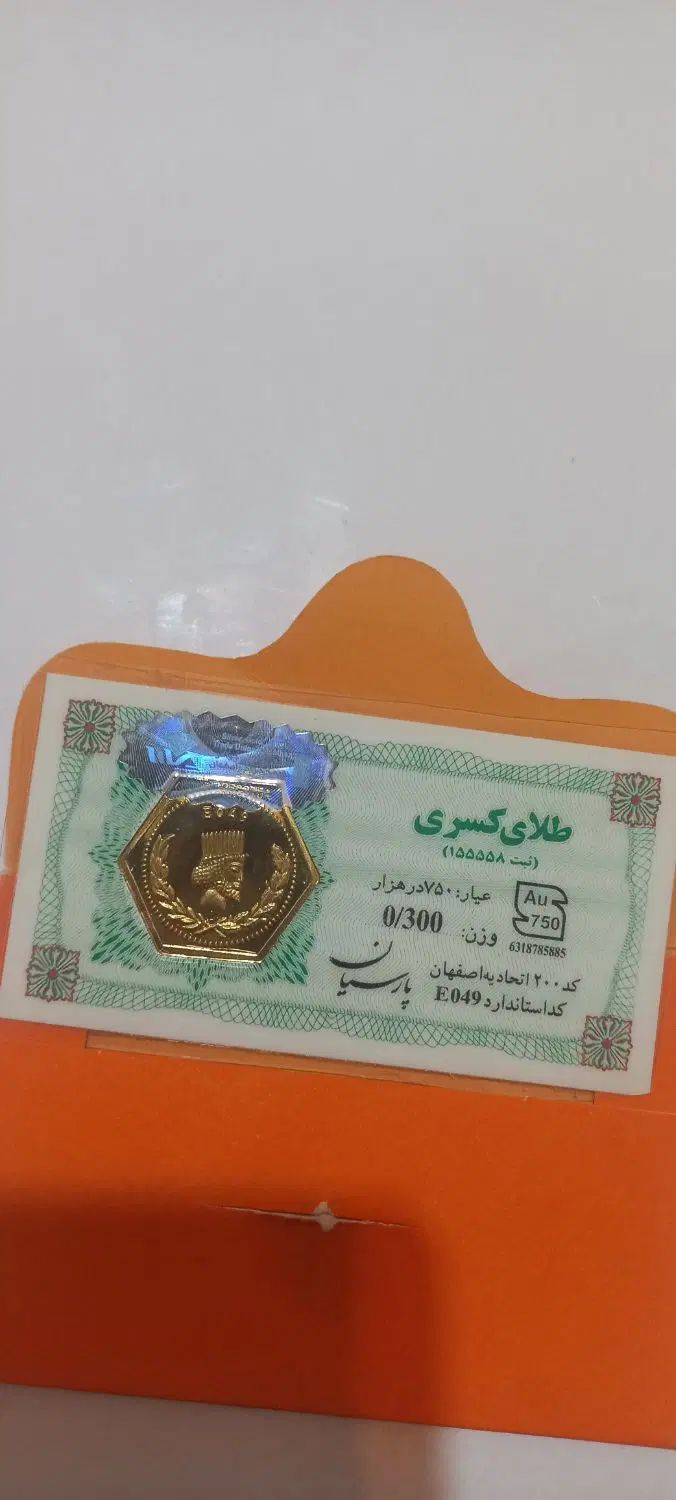 E049
طلای کسری
(ثبت ۱۵۵۵۵۸)
عیار: ۷۵۰ در هزار
Au
750
وزن: 0/300
6318785885
پارسیان
کد ۲۰۰ اتحادیه اصفهان
کد استاندارد E049